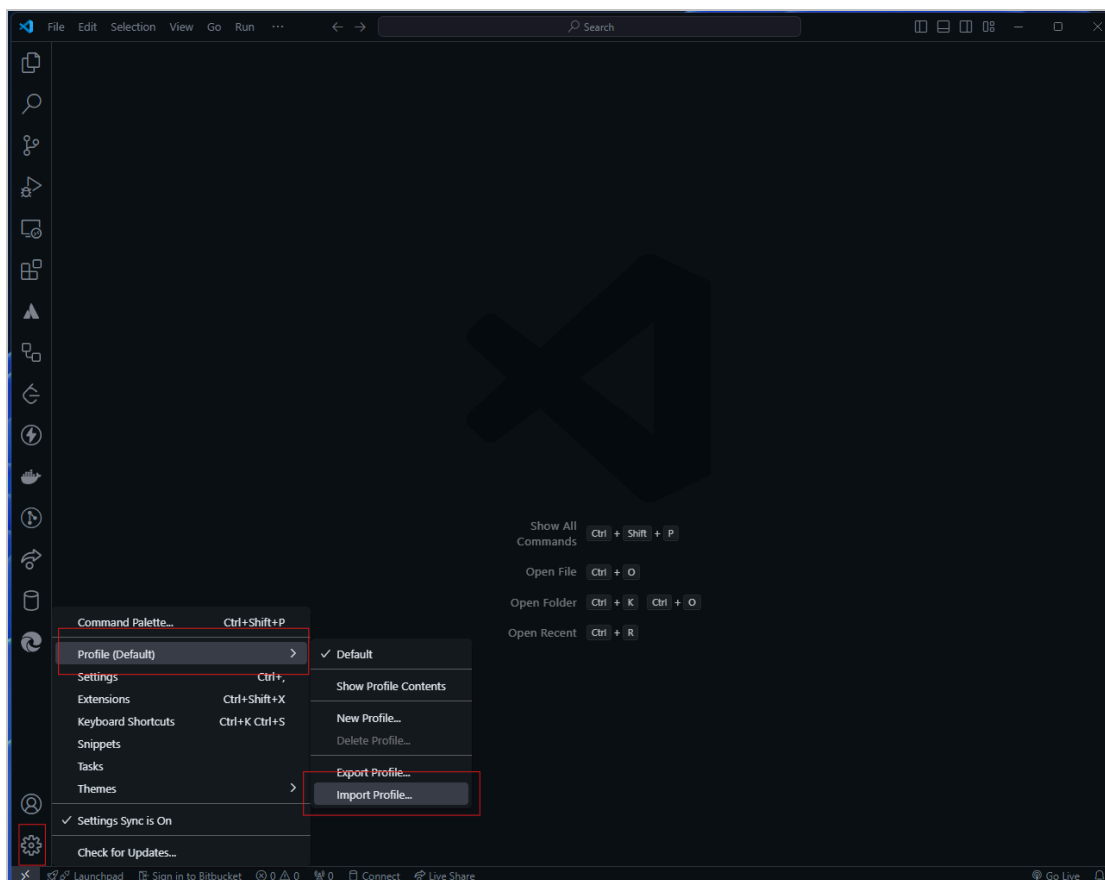 File Edit Selection View Go Run ··· Search
Show All Commands Ctrl + Shift + P
Open File Ctrl + O
Open Folder Ctrl + K Ctrl + O
Open Recent Ctrl + R
Command Palette... Ctrl+Shift+P
Profile (Default)
Settings Ctrl+,
Extensions Ctrl+Shift+X
Keyboard Shortcuts Ctrl+K Ctrl+S
Snippets
Tasks
Themes
Settings Sync is On
Check for Updates...
Default
Show Profile Contents
New Profile...
Delete Profile...
Export Profile...
Import Profile...
Launchpad Sign in to Bitbucket 0 0 0 Connect Live Share Go Live